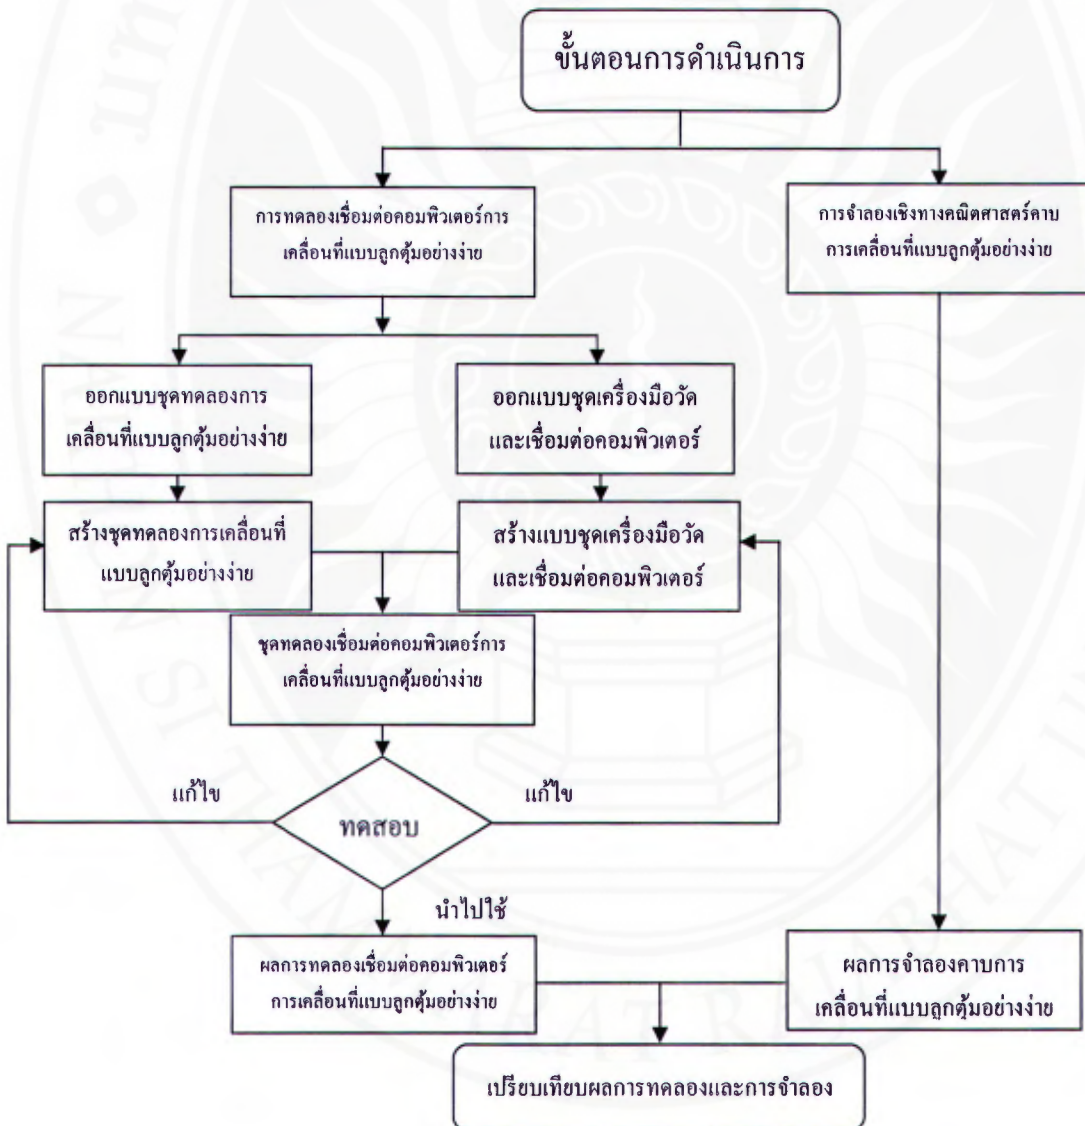 ขั้นตอนการดำเนินการ
การทดลองเชื่อมต่อคอมพิวเตอร์การ
เคลื่อนที่แบบลูกตุ้มอย่างง่าย
การจำลองเชิงทางคณิตศาสตร์คาบ
การเคลื่อนที่แบบลูกตุ้มอย่างง่าย
ออกแบบชุดทดลองการ
เคลื่อนที่แบบลูกตุ้มอย่างง่าย
ออกแบบชุดเครื่องมือวัด
และเชื่อมต่อคอมพิวเตอร์
สร้างชุดทดลองการเคลื่อนที่
แบบลูกตุ้มอย่างง่าย
สร้างแบบชุดเครื่องมือวัด
และเชื่อมต่อคอมพิวเตอร์
ชุดทดลองเชื่อมต่อคอมพิวเตอร์การ
เคลื่อนที่แบบลูกตุ้มอย่างง่าย
แก้ไข
แก้ไข
ทดสอบ
นำไปใช้
ผลการทดลองเชื่อมต่อคอมพิวเตอร์
การเคลื่อนที่แบบลูกตุ้มอย่างง่าย
ผลการจำลองคาบการ
เคลื่อนที่แบบลูกตุ้มอย่างง่าย
เปรียบเทียบผลการทดลองและการจำลอง